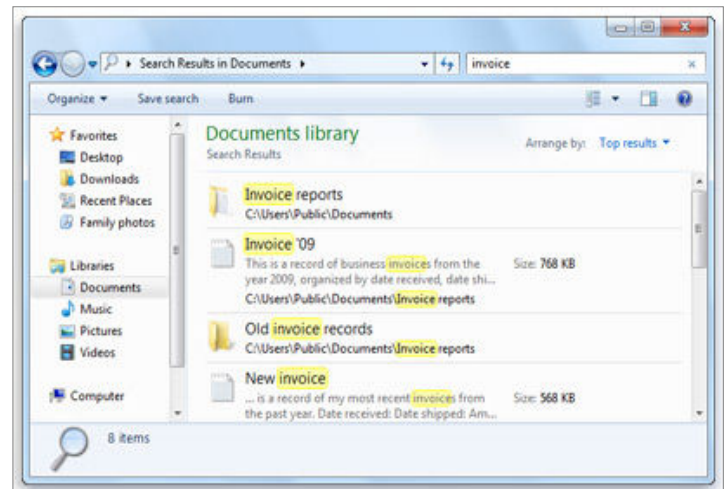 Search Results in Documents
invoice
Organize
Save search
Burn
Favorites
Desktop
Downloads
Recent Places
Family photos
Libraries
Documents
Music
Pictures
Videos
Computer
Documents library
Search Results
Arrange by: Top results
Invoice reports
C:\Users\Public\Documents
Invoice '09
This is a record of business invoices from the
year 2009, organized by date received, date shi...
C:\Users\Public\Documents\Invoice reports
Size: 768 KB
Old invoice records
C:\Users\Public\Documents\Invoice reports
New invoice
... is a record of my most recent invoices from
the past year. Date received: Date shipped: Am...
Size: 568 KB
8 items